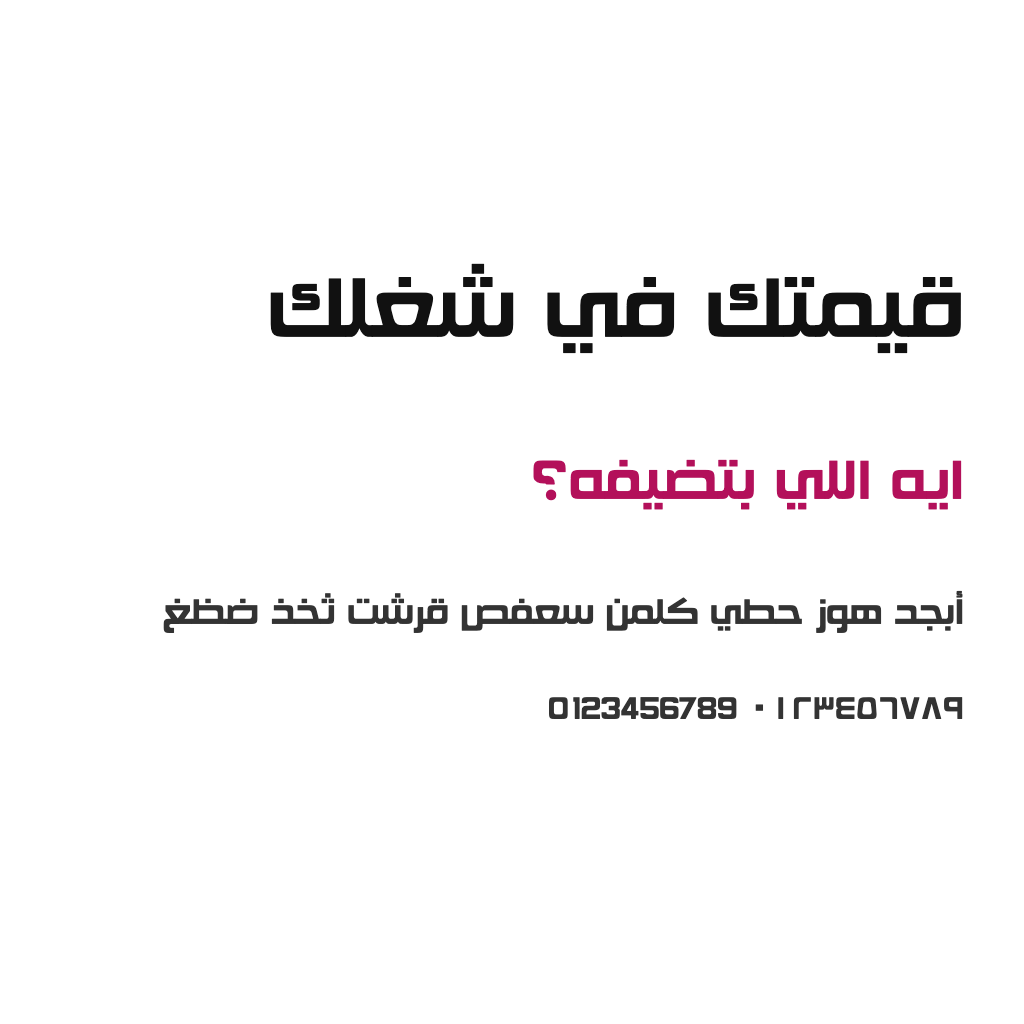 قيمتك في شغلك
ايه اللي بتضيفه؟
أبجد هوز حطي كلمن سعفص قرشت ثخذ ضظغ
0123456789 ٠١٢٣٤٥٦٧٨٩